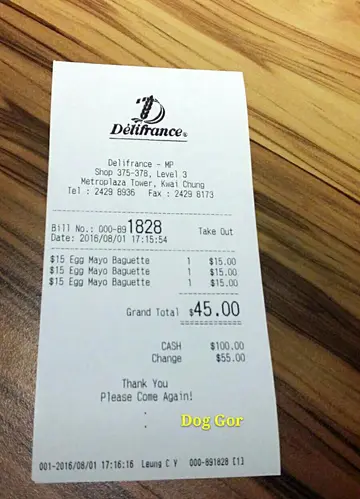 Délifrance®
Delifrance - MP
Shop 375-378, Level 3
Metroplaza Tower, Kwai Chung
Tel : 2429 8936 Fax : 2429 8173
Bill No.: 000-891828 Take Out
Date: 2016/08/01 17:15:54
$15 Egg Mayo Baguette 1 $15.00
$15 Egg Mayo Baguette 1 $15.00
$15 Egg Mayo Baguette 1 $15.00
Grand Total $45.00
CASH $100.00
Change $55.00
Thank You
Please Come Again!
Dog Gor
001-2016/08/01 17:16:16 Leung C Y 000-891828 [1]